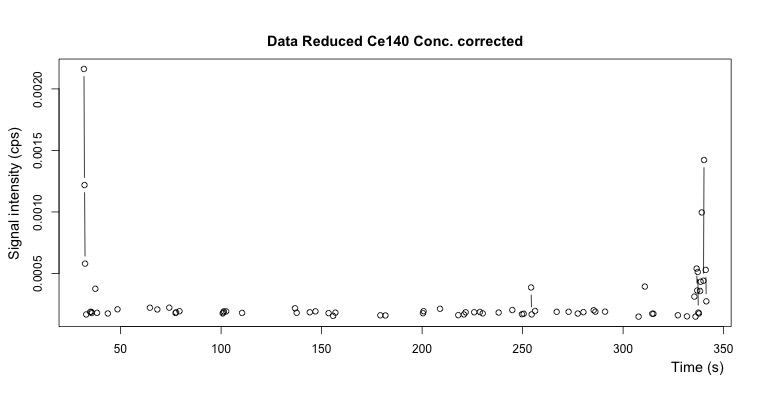 Data Reduced Ce140 Conc. corrected
Signal intensity (cps)
0.0020
0.0015
0.0010
0.0005
50 100 150 200 250 300 350
Time (s)